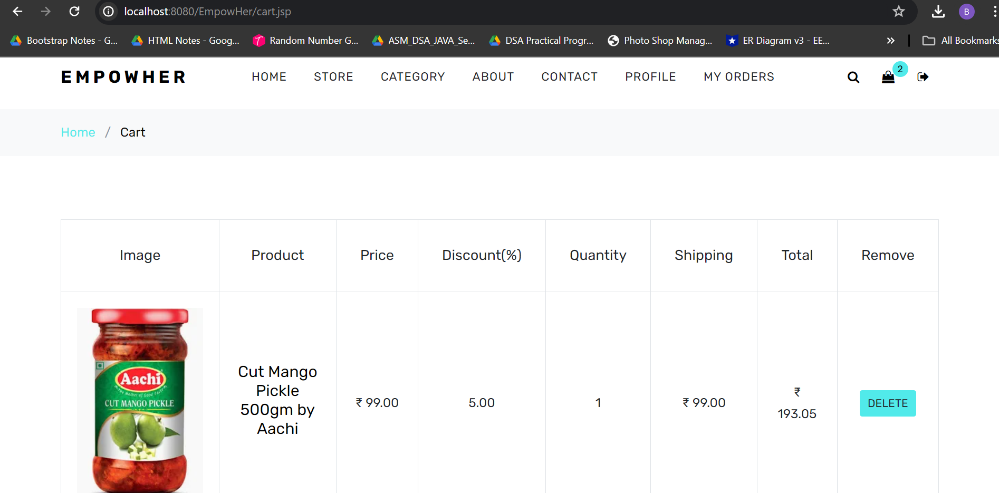 localhost:8080/EmpowHer/cart.jsp
B
Bootstrap Notes - G...
HTML Notes - Goog...
Random Number G...
ASM_DSA_JAVA_Se...
DSA Practical Progr...
Photo Shop Manag...
ER Diagram v3 - EE...
All Bookmarks
EMPOWHER
HOME
STORE
CATEGORY
ABOUT
CONTACT
PROFILE
MY ORDERS
2
Home / Cart
Image
Product
Price
Discount(%)
Quantity
Shipping
Total
Remove
Aachi
The Mother of Good Taste
CUT MANGO PICKLE
Cut Mango
Pickle
500gm by
Aachi
₹ 99.00
5.00
1
₹ 99.00
₹
193.05
DELETE